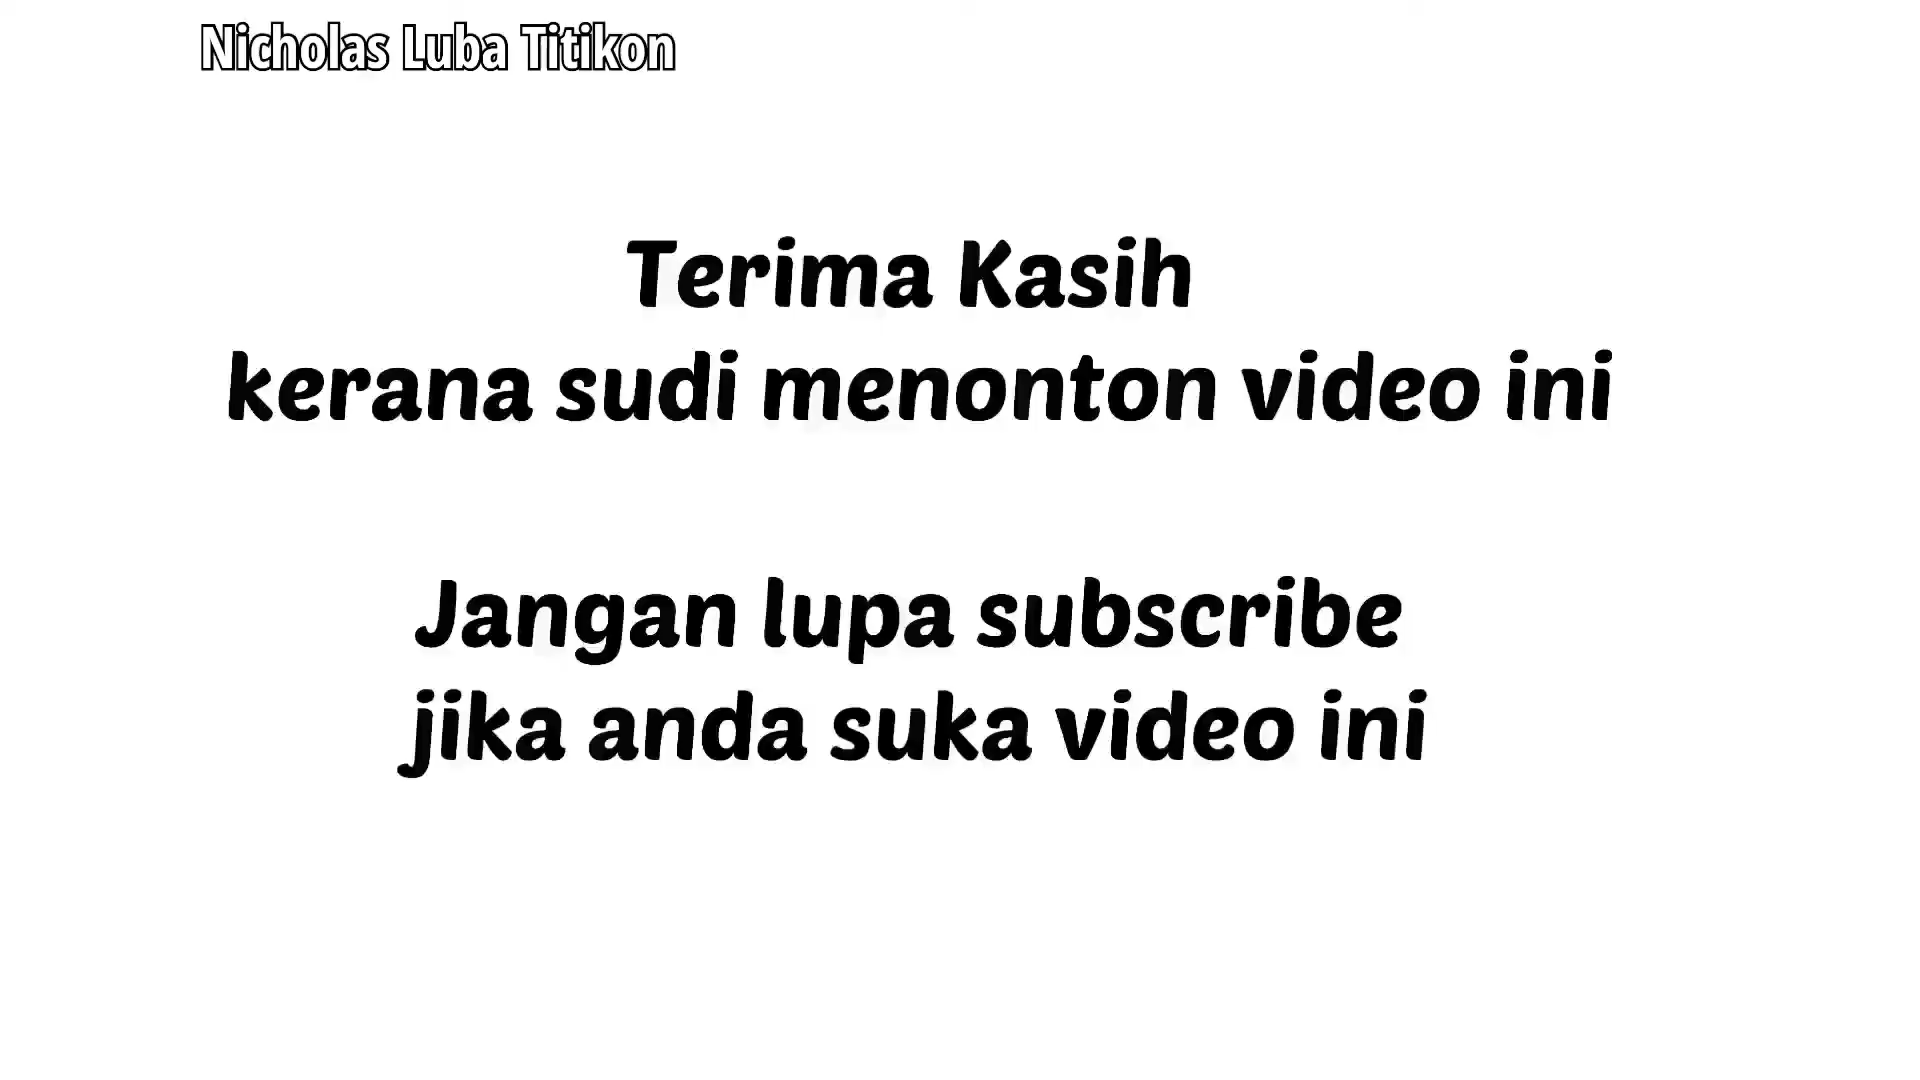 Nicholas Luba Titikon
Terima Kasih
kerana sudi menonton video ini
Jangan lupa subscribe
jika anda suka video ini